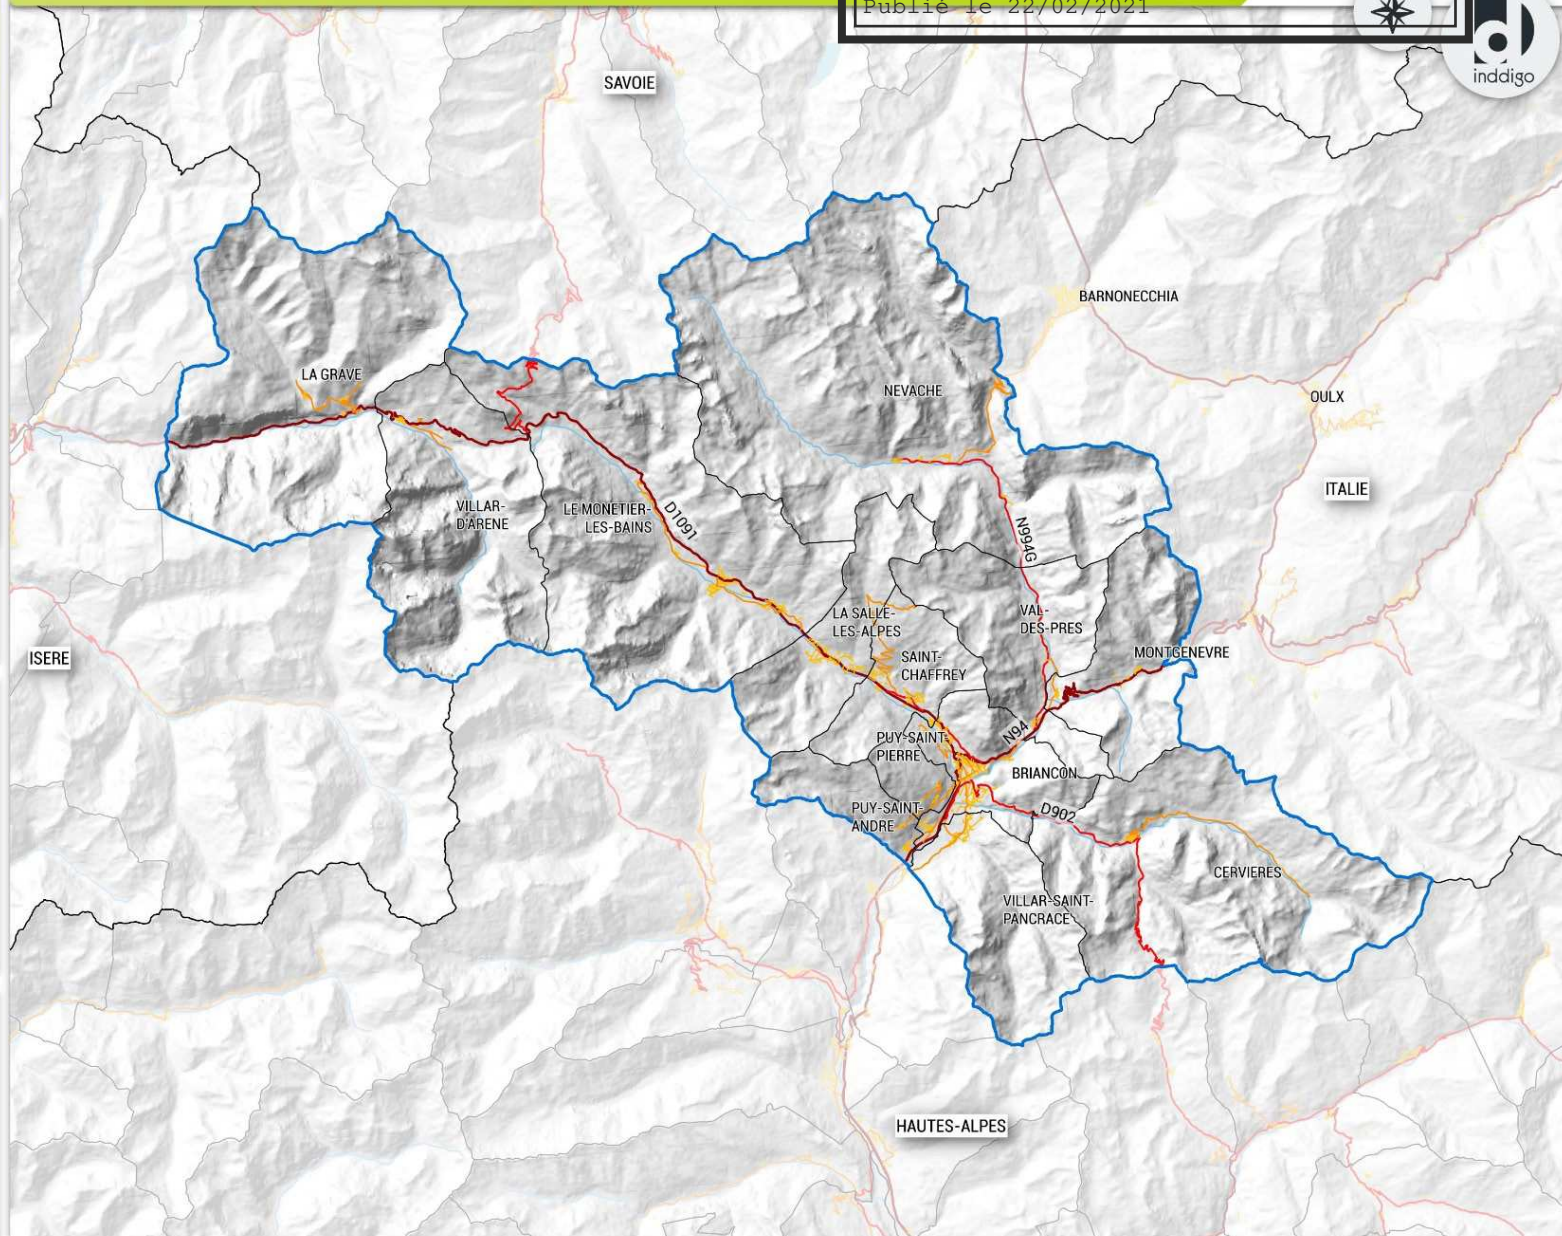 Publié le 22/02/2021
inddigo
SAVOIE
BARNONECCHIA
LA GRAVE
NEVACHE
OULX
ITALIE
VILLAR-
D'ARENE
LE MONETIER-
LES-BAINS
D1091
N994G
LA SALLE-
LES-ALPES
VAL-
DES-PRES
SAINT-
CHAFFREY
MONTGENEVRE
ISERE
PUY-SAINT-
PIERRE
N94
BRIANCON
PUY-SAINT-
ANDRE
D902
CERVIERES
VILLAR-SAINT-
PANCRACE
HAUTES-ALPES